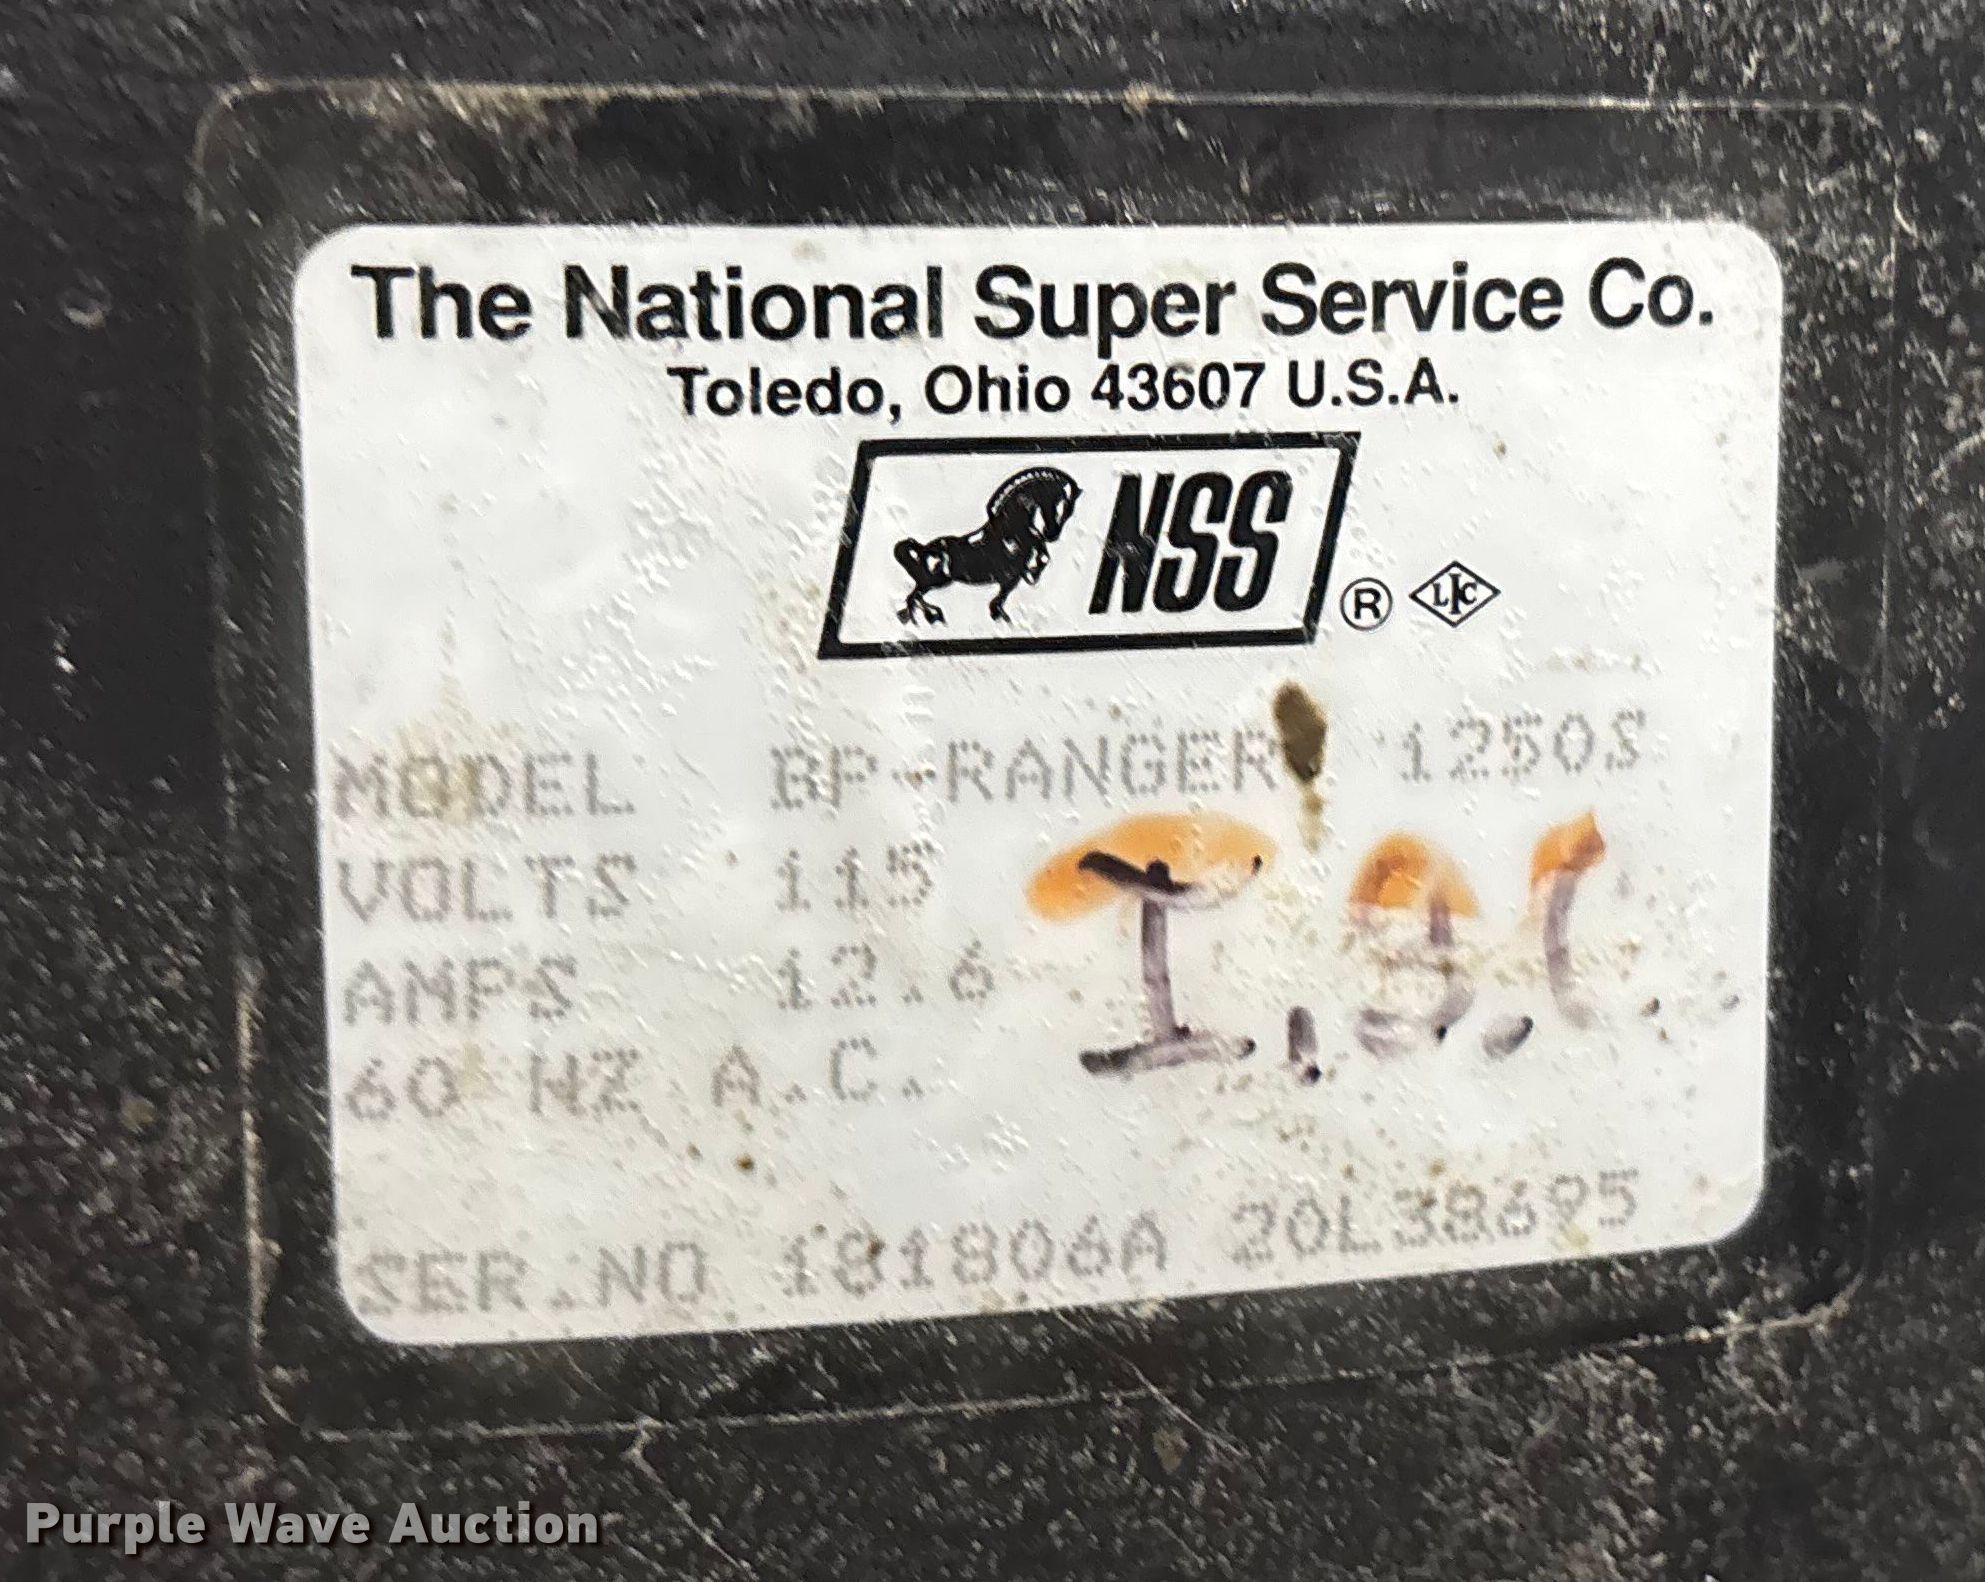 The National Super Service Co.
Toledo, Ohio 43607 U.S.A.
NSS ® LIC
MODEL BP-RANGER 1250S
VOLTS 115
AMPS 12.6
60 HZ A.C.
SER.NO 181806A 20L38695
Purple Wave Auction